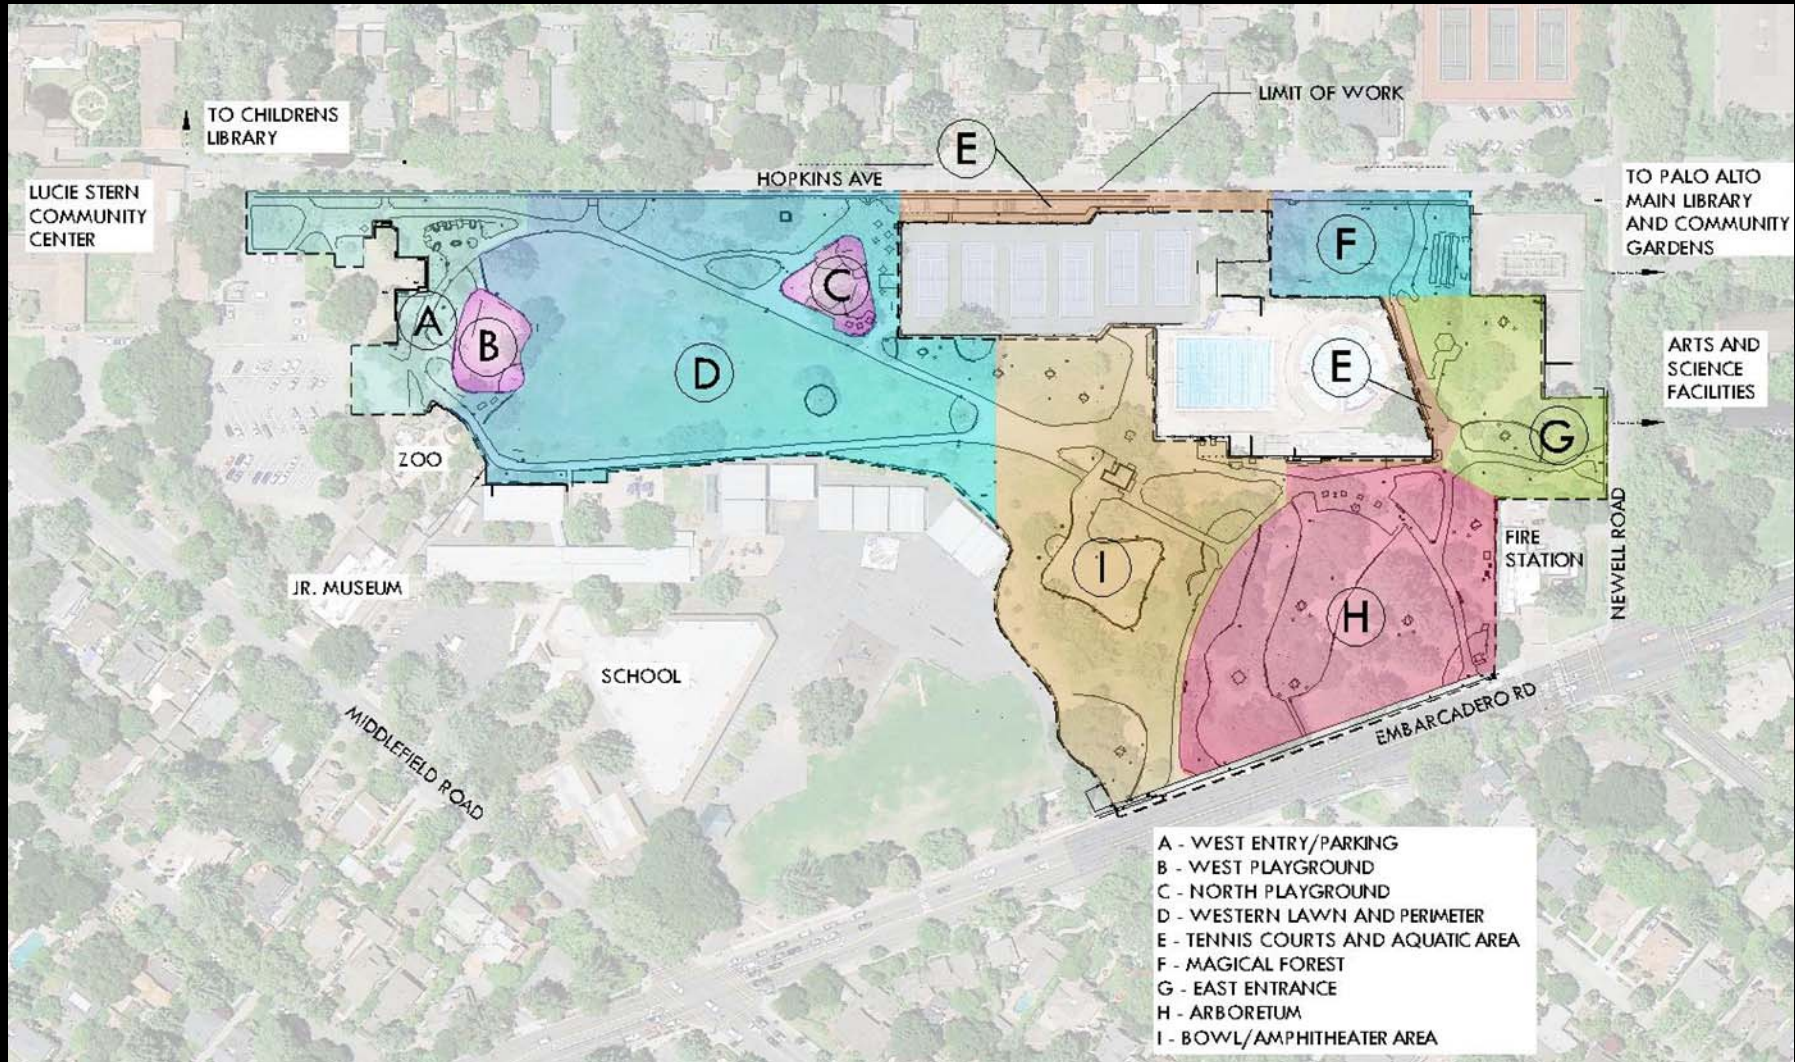 TO CHILDRENS
LIBRARY
LIMIT OF WORK
E
HOPKINS AVE
LUCIE STERN
COMMUNITY
CENTER
TO PALO ALTO
MAIN LIBRARY
AND COMMUNITY
GARDENS
F
C
A
B
D
E
ARTS AND
SCIENCE
FACILITIES
G
ZOO
I
H
FIRE
STATION
NEWELL ROAD
JR. MUSEUM
SCHOOL
MIDDLEFIELD ROAD
EMBARCADERO RD
A - WEST ENTRY/PARKING
B - WEST PLAYGROUND
C - NORTH PLAYGROUND
D - WESTERN LAWN AND PERIMETER
E - TENNIS COURTS AND AQUATIC AREA
F - MAGICAL FOREST
G - EAST ENTRANCE
H - ARBORETUM
I - BOWL/AMPHITHEATER AREA